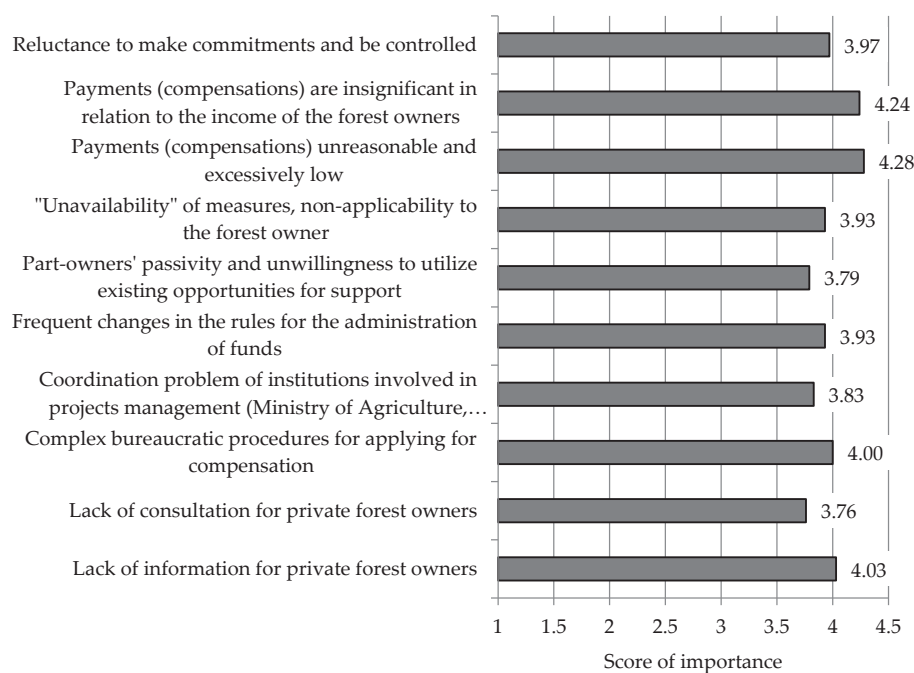 Reluctance to make commitments and be controlled
3.97
Payments (compensations) are insignificant in
relation to the income of the forest owners
4.24
Payments (compensations) unreasonable and
excessively low
4.28
"Unavailability" of measures, non-applicability to
the forest owner
3.93
Part-owners' passivity and unwillingness to utilize
existing opportunities for support
3.79
Frequent changes in the rules for the administration
of funds
3.93
Coordination problem of institutions involved in
projects management (Ministry of Agriculture,…
3.83
Complex bureaucratic procedures for applying for
compensation
4.00
Lack of consultation for private forest owners
3.76
Lack of information for private forest owners
4.03
1 1.5 2 2.5 3 3.5 4 4.5
Score of importance